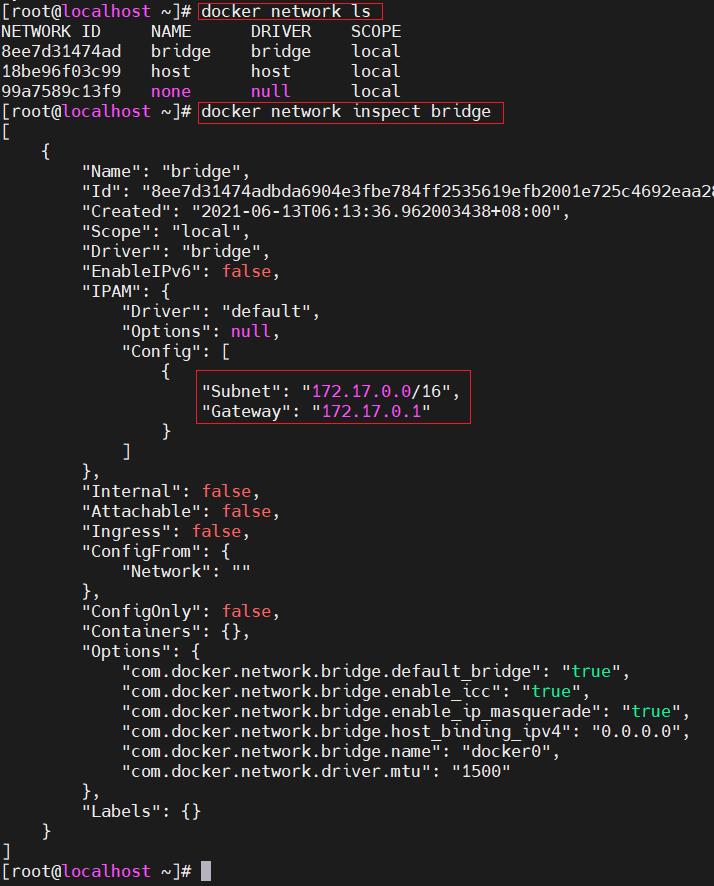 [root@localhost ~]# docker network ls
NETWORK ID     NAME      DRIVER    SCOPE
8ee7d31474ad   bridge    bridge    local
18be96f03c99   host      host      local
99a7589c13f9   none      null      local
[root@localhost ~]# docker network inspect bridge
[
    {
        "Name": "bridge",
        "Id": "8ee7d31474adbda6904e3fbe784ff2535619efb2001e725c4692eaa28
        "Created": "2021-06-13T06:13:36.962003438+08:00",
        "Scope": "local",
        "Driver": "bridge",
        "EnableIPv6": false,
        "IPAM": {
            "Driver": "default",
            "Options": null,
            "Config": [
                {
                    "Subnet": "172.17.0.0/16",
                    "Gateway": "172.17.0.1"
                }
            ]
        },
        "Internal": false,
        "Attachable": false,
        "Ingress": false,
        "ConfigFrom": {
            "Network": ""
        },
        "ConfigOnly": false,
        "Containers": {},
        "Options": {
            "com.docker.network.bridge.default_bridge": "true",
            "com.docker.network.bridge.enable_icc": "true",
            "com.docker.network.bridge.enable_ip_masquerade": "true",
            "com.docker.network.bridge.host_binding_ipv4": "0.0.0.0",
            "com.docker.network.bridge.name": "docker0",
            "com.docker.network.driver.mtu": "1500"
        },
        "Labels": {}
    }
]
[root@localhost ~]#